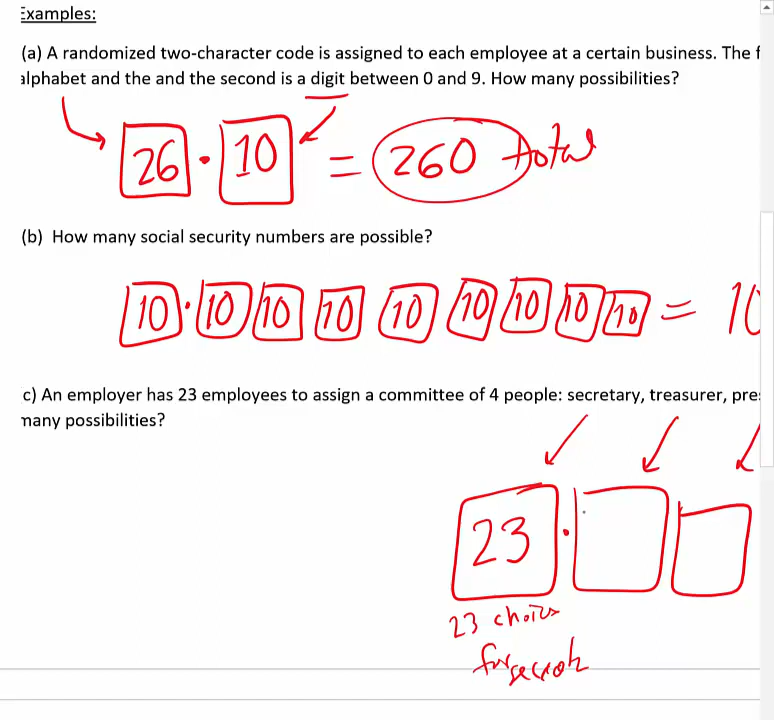 Examples:
(a) A randomized two-character code is assigned to each employee at a certain business. The f
alphabet and the and the second is a digit between 0 and 9. How many possibilities?
26 · 10 = 260 total
(b) How many social security numbers are possible?
10 · 10 10 10 10 10 10 10 10 = 10
c) An employer has 23 employees to assign a committee of 4 people: secretary, treasurer, pres
many possibilities?
23 ·
23 choices
for